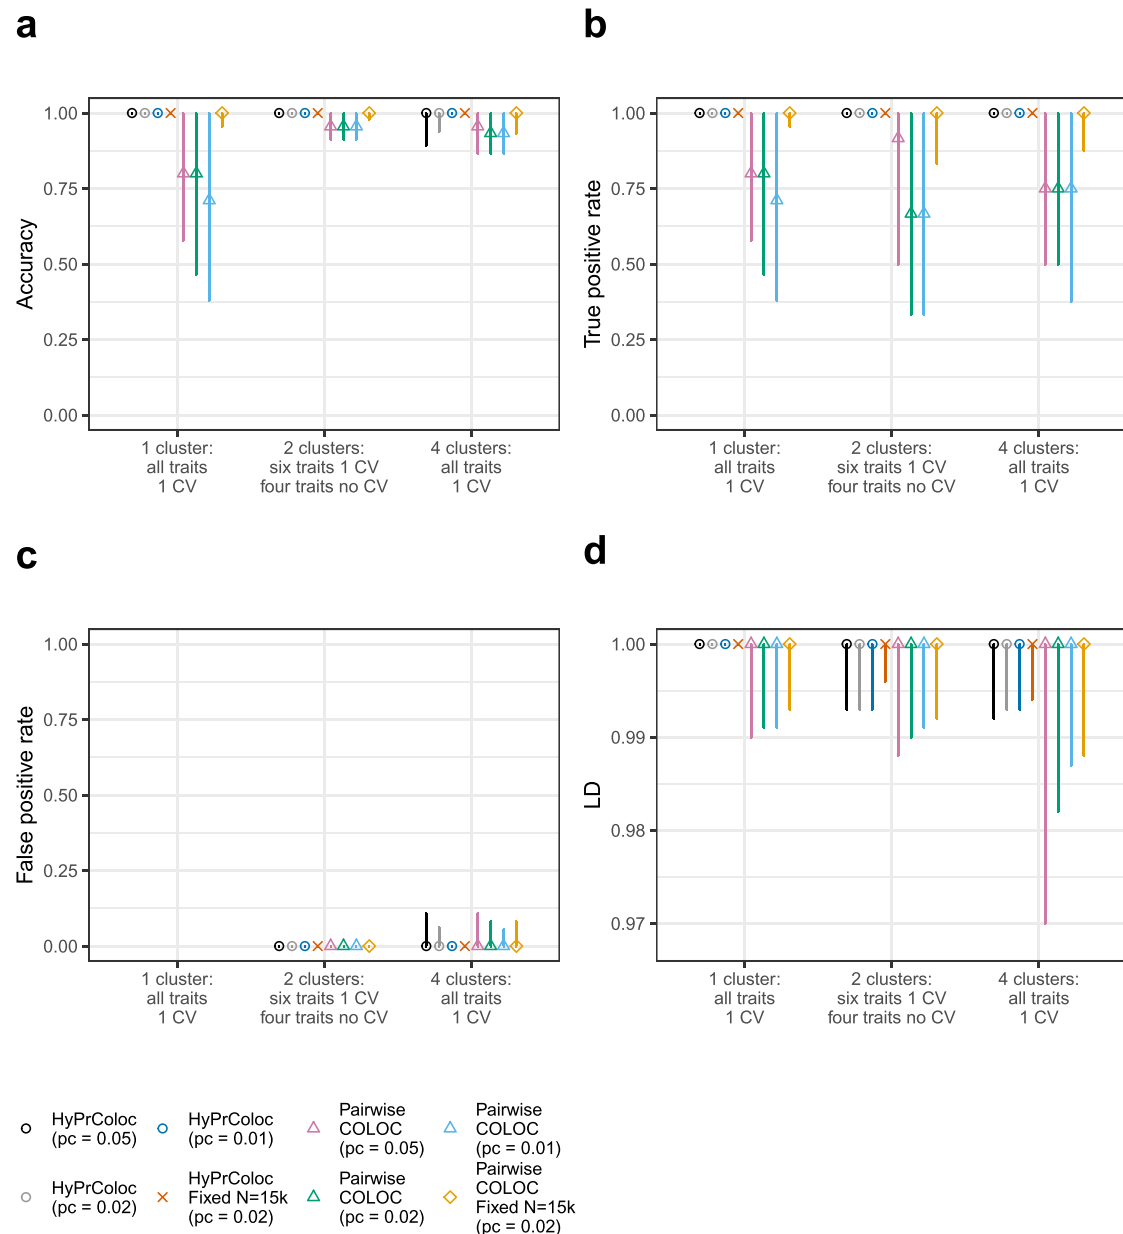 a
Accuracy
1.00
0.75
0.50
0.25
0.00
1 cluster:
all traits
1 CV
2 clusters:
six traits 1 CV
four traits no CV
4 clusters:
all traits
1 CV
b
True positive rate
1.00
0.75
0.50
0.25
0.00
1 cluster:
all traits
1 CV
2 clusters:
six traits 1 CV
four traits no CV
4 clusters:
all traits
1 CV
c
False positive rate
1.00
0.75
0.50
0.25
0.00
1 cluster:
all traits
1 CV
2 clusters:
six traits 1 CV
four traits no CV
4 clusters:
all traits
1 CV
d
LD
1.00
0.99
0.98
0.97
1 cluster:
all traits
1 CV
2 clusters:
six traits 1 CV
four traits no CV
4 clusters:
all traits
1 CV
HyPrColoc
(pc = 0.05)
HyPrColoc
(pc = 0.01)
Pairwise
COLOC
(pc = 0.05)
Pairwise
COLOC
(pc = 0.01)
HyPrColoc
(pc = 0.02)
HyPrColoc
Fixed N=15k
(pc = 0.02)
Pairwise
COLOC
(pc = 0.02)
Pairwise
COLOC
Fixed N=15k
(pc = 0.02)